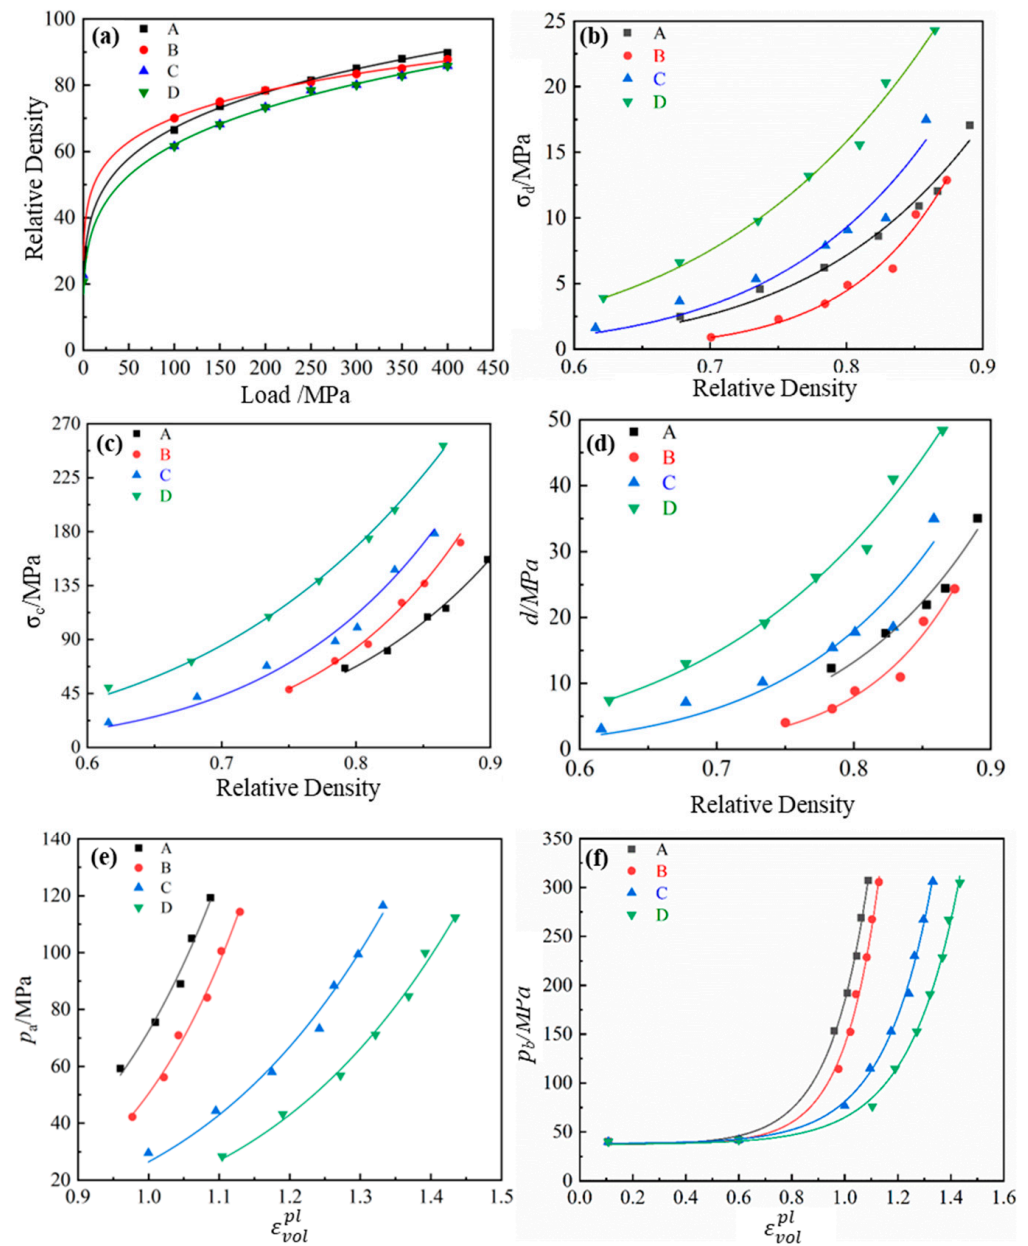 (a)
A
B
C
D
Relative Density
100
80
60
40
20
0
0 50 100 150 200 250 300 350 400 450
Load /MPa
(b)
A
B
C
D
σd/MPa
25
20
15
10
5
0
0.6 0.7 0.8 0.9
Relative Density
(c)
A
B
C
D
σc/MPa
270
225
180
135
90
45
0
0.6 0.7 0.8 0.9
Relative Density
(d)
A
B
C
D
d/MPa
50
40
30
20
10
0
0.6 0.7 0.8 0.9
Relative Density
(e)
A
B
C
D
pa/MPa
140
120
100
80
60
40
20
0.9 1.0 1.1 1.2 1.3 1.4 1.5
εplvol
(f)
A
B
C
D
pb/MPa
350
300
250
200
150
100
50
0
0.0 0.2 0.4 0.6 0.8 1.0 1.2 1.4 1.6
εplvol